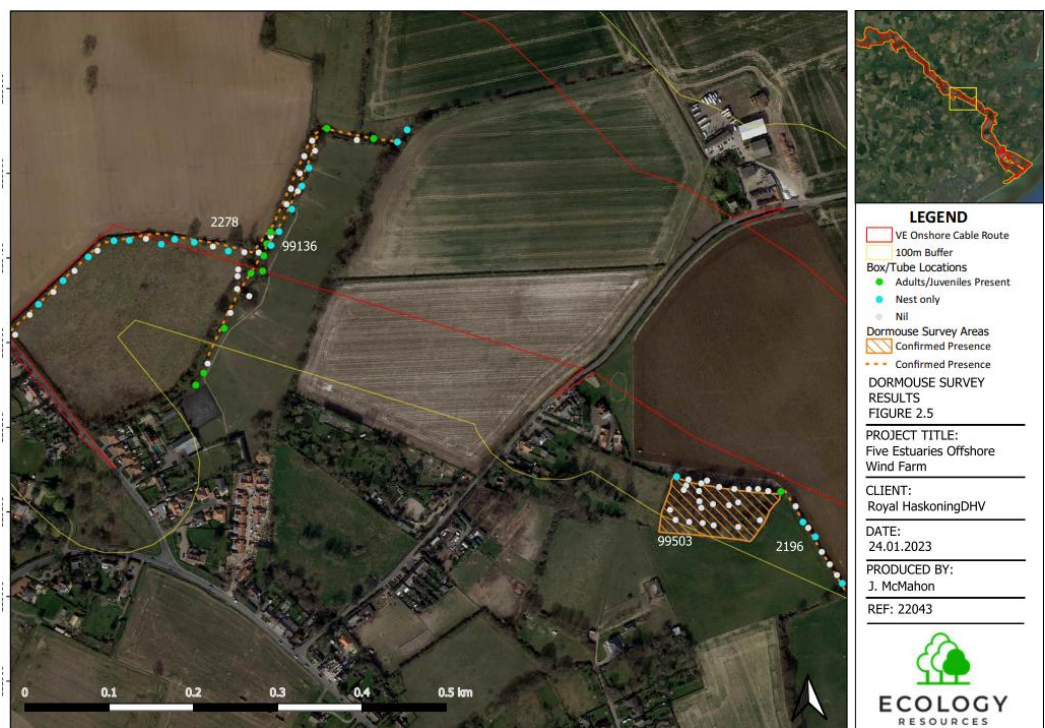 2278
99136
99503
2196
0 0.1 0.2 0.3 0.4 0.5 km
LEGEND
VE Onshore Cable Route
100m Buffer
Box/Tube Locations
Adults/Juveniles Present
Nest only
Nil
Dormouse Survey Areas
Confirmed Presence
Confirmed Presence
DORMOUSE SURVEY
RESULTS
FIGURE 2.5
PROJECT TITLE:
Five Estuaries Offshore
Wind Farm
CLIENT:
Royal HaskoningDHV
DATE:
24.01.2023
PRODUCED BY:
J. McMahon
REF: 22043
ECOLOGY
RESOURCES